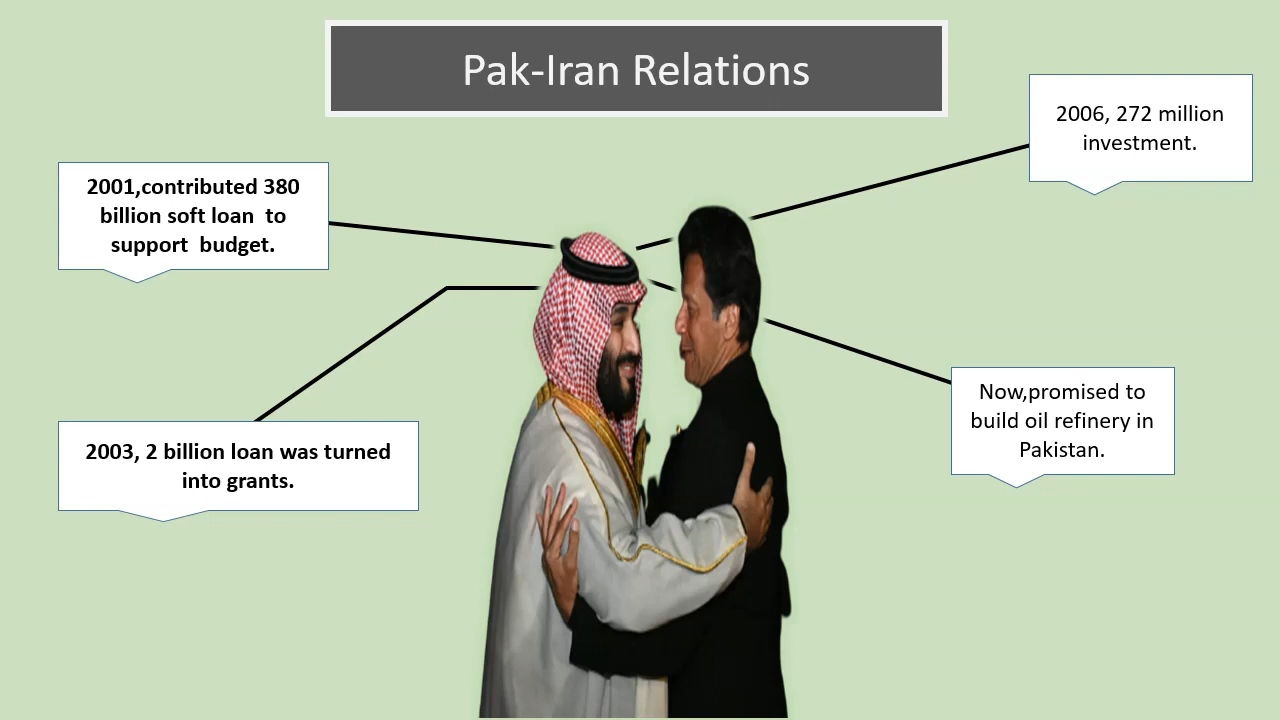 Pak-Iran Relations
2006, 272 million
investment.
2001,contributed 380
billion soft loan to
support budget.
Now,promised to
build oil refinery in
Pakistan.
2003, 2 billion loan was turned
into grants.